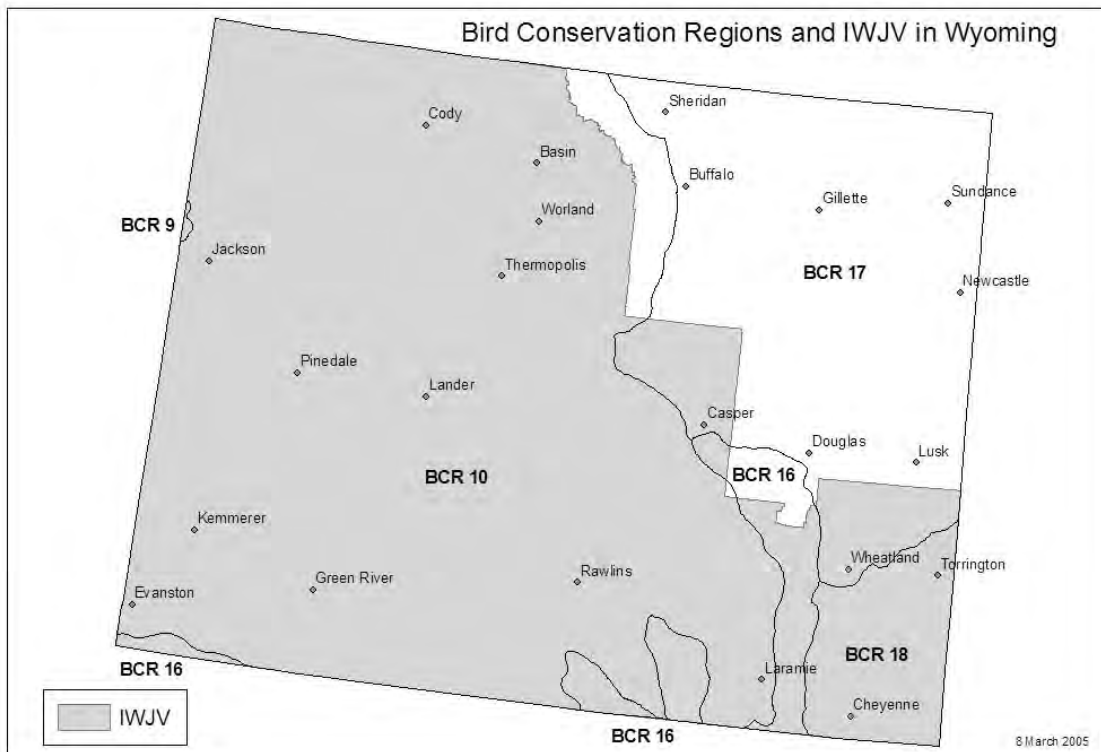 Bird Conservation Regions and IWJV in Wyoming
Sheridan
Cody
Basin
Buffalo
Sundance
Gillette
Worland
BCR 9
Jackson
Thermopolis
BCR 17
Newcastle
Pinedale
Lander
Casper
Douglas
Lusk
BCR 16
BCR 10
Kemmerer
Wheatland
Torrington
Green River
Rawlins
Evanston
BCR 18
BCR 16
Laramie
Cheyenne
IWJV
BCR 16
8 March 2005